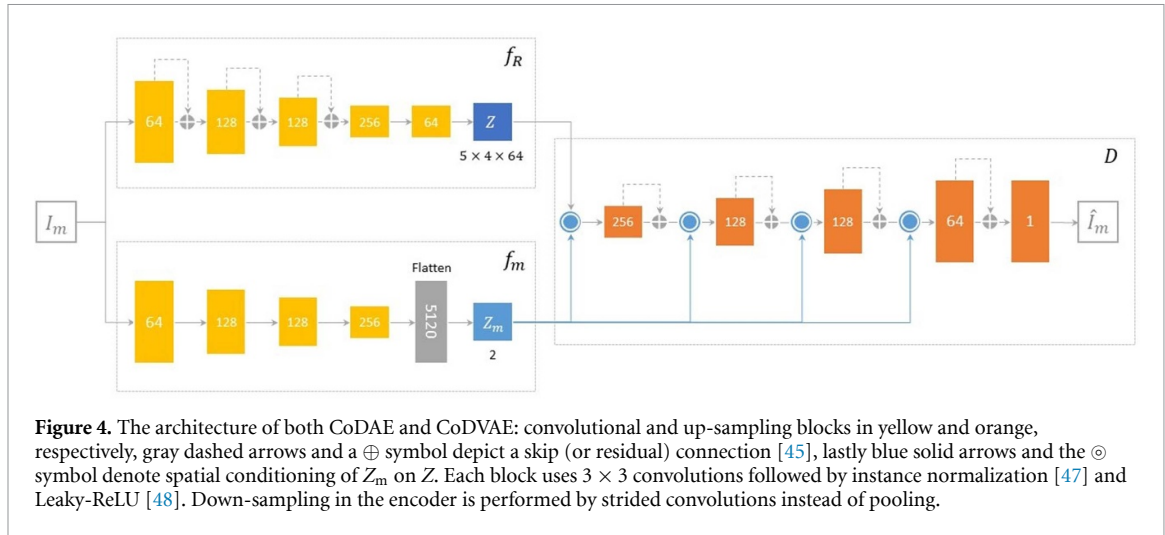 f_R
64
128
128
256
64
Z
5 × 4 × 64
I_m
f_m
Flatten
64
128
128
256
5120
Z_m
2
D
256
128
128
64
1
Î_m
Figure 4. The architecture of both CoDAE and CoDVAE: convolutional and up-sampling blocks in yellow and orange,
respectively, gray dashed arrows and a ⊕ symbol depict a skip (or residual) connection [45], lastly blue solid arrows and the ⊚
symbol denote spatial conditioning of Z_m on Z. Each block uses 3 × 3 convolutions followed by instance normalization [47] and
Leaky-ReLU [48]. Down-sampling in the encoder is performed by strided convolutions instead of pooling.